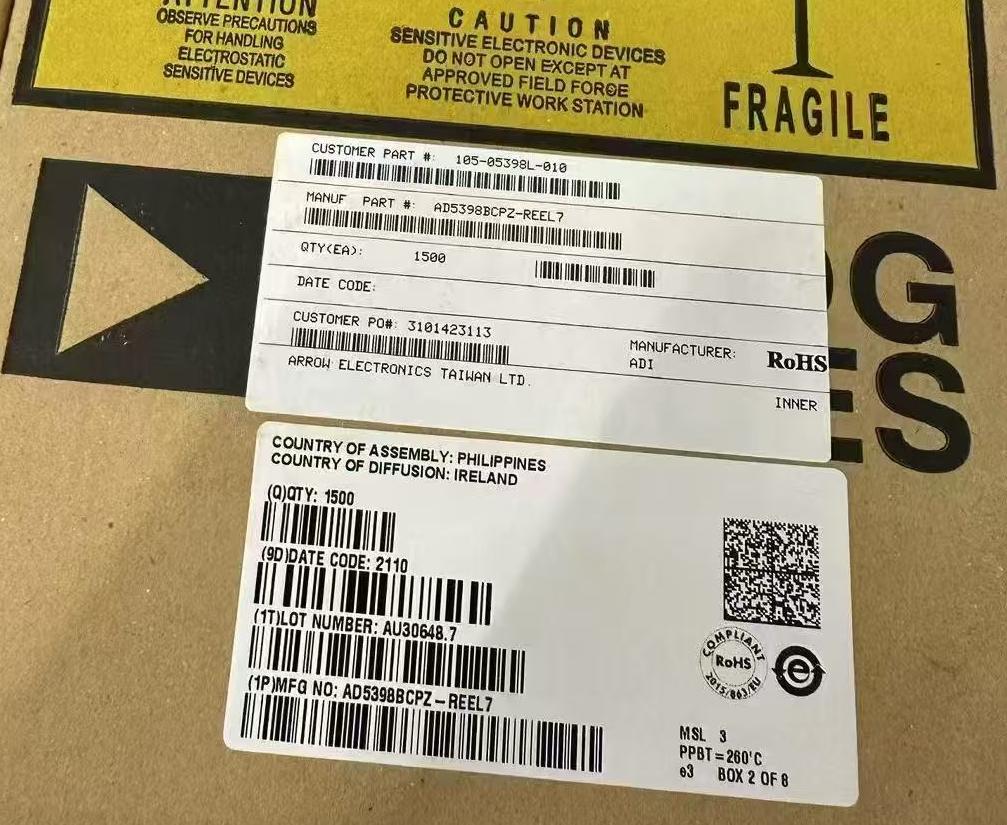 ATTENTION
OBSERVE PRECAUTIONS
FOR HANDLING
ELECTROSTATIC
SENSITIVE DEVICES
CAUTION
SENSITIVE ELECTRONIC DEVICES
DO NOT OPEN EXCEPT AT
APPROVED FIELD FORCE
PROTECTIVE WORK STATION
FRAGILE
CUSTOMER PART #: 105-05398L-010
MANUF PART #: AD5398BCPZ-REEL7
QTY(EA): 1500
DATE CODE:
CUSTOMER PO#: 3101423113
MANUFACTURER: RoHS
ADI
ARROW ELECTRONICS TAIWAN LTD.
INNER
G
ES
COUNTRY OF ASSEMBLY: PHILIPPINES
COUNTRY OF DIFFUSION: IRELAND
(Q)QTY: 1500
(9D)DATE CODE: 2110
(1T)LOT NUMBER: AU30648.7
(1P)MFG NO: AD5398BCPZ-REEL7
COMPLIANT
RoHS
2015/863/EU
e
MSL 3
PPBT=260'C
e3 BOX 2 OF 8